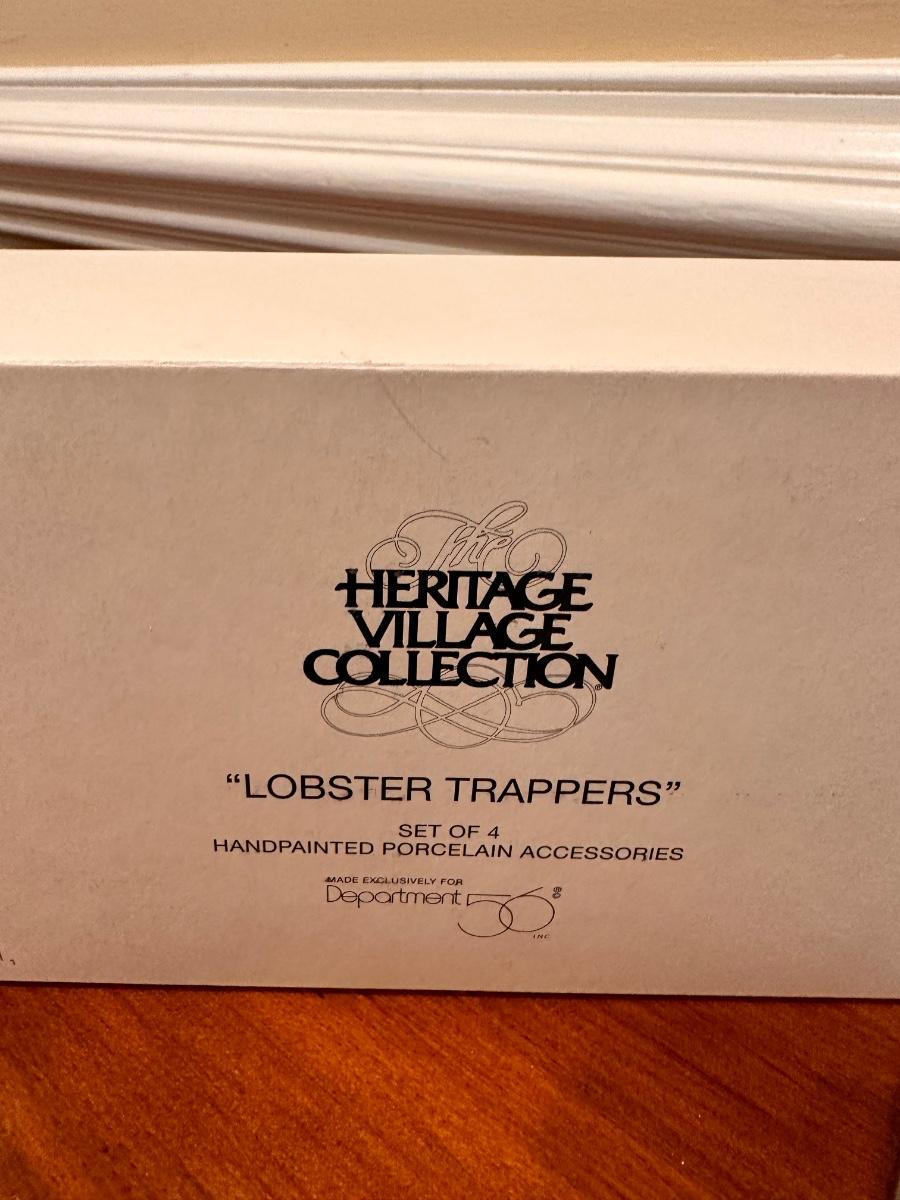 The
HERITAGE
VILLAGE
COLLECTION®
“LOBSTER TRAPPERS”
SET OF 4
HANDPAINTED PORCELAIN ACCESSORIES
MADE EXCLUSIVELY FOR
Department 56®
INC.